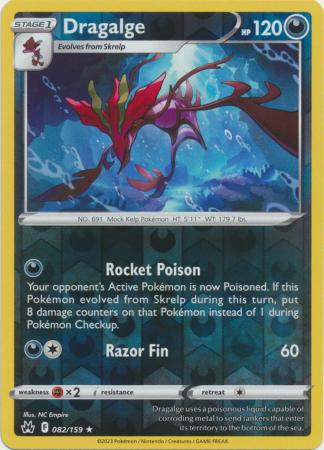 STAGE 1
Dragalge
HP 120
Evolves from Skrelp
NO. 691 Mock Kelp Pokémon HT: 5'11" WT: 179.7 lbs.
Rocket Poison
Your opponent's Active Pokémon is now Poisoned. If this
Pokémon evolved from Skrelp during this turn, put
8 damage counters on that Pokémon instead of 1 during
Pokémon Checkup.
Razor Fin 60
weakness ×2 resistance retreat
Illus. NC Empire
F 082/159 ★
Dragalge uses a poisonous liquid capable of
corroding metal to send tankers that enter
its territory to the bottom of the sea.
©2023 Pokémon / Nintendo / Creatures / GAME FREAK